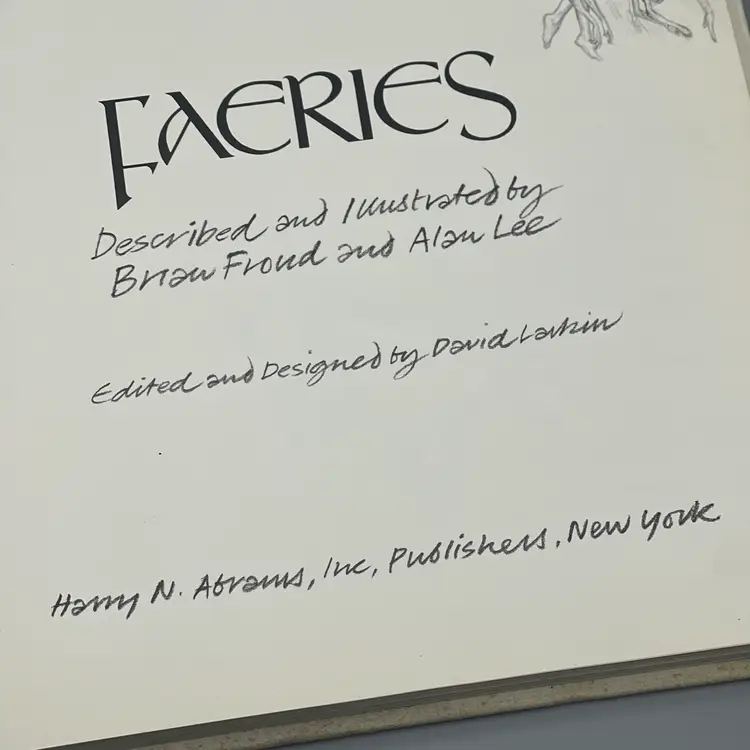 FAERIES
Described and Illustrated by
Brian Froud and Alan Lee
Edited and Designed by David Larkin
Harry N. Abrams, Inc, Publishers, New York